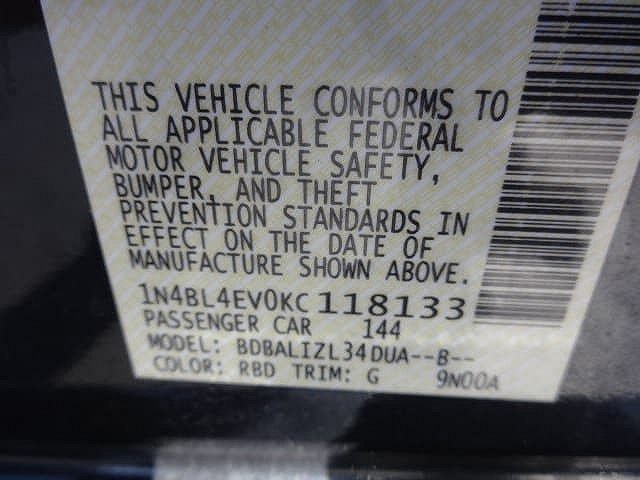 THIS VEHICLE CONFORMS TO
ALL APPLICABLE FEDERAL
MOTOR VEHICLE SAFETY,
BUMPER, AND THEFT
PREVENTION STANDARDS IN
EFFECT ON THE DATE OF
MANUFACTURE SHOWN ABOVE.
1N4BL4EV0KC118133
PASSENGER CAR 144
MODEL: BDBALIZL34DUA--B--
COLOR: RBD TRIM: G 9N00A